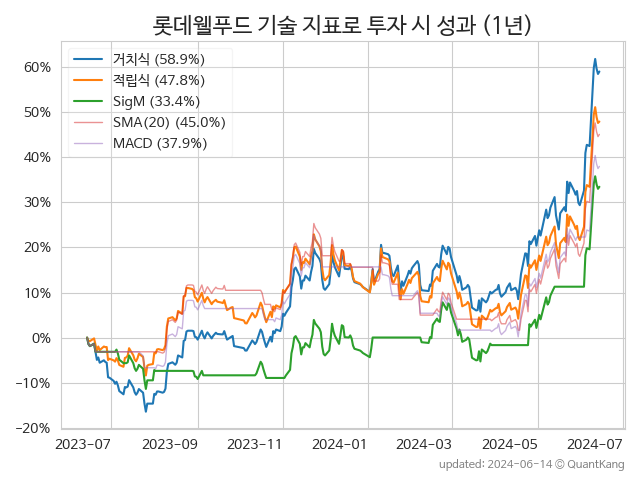 롯데웰푸드 기술 지표로 투자 시 성과 (1년)
거치식 (58.9%)
적립식 (47.8%)
SigM (33.4%)
SMA(20) (45.0%)
MACD (37.9%)
60%
50%
40%
30%
20%
10%
0%
−10%
−20%
2023-07
2023-09
2023-11
2024-01
2024-03
2024-05
2024-07
updated: 2024-06-14 © QuantKang